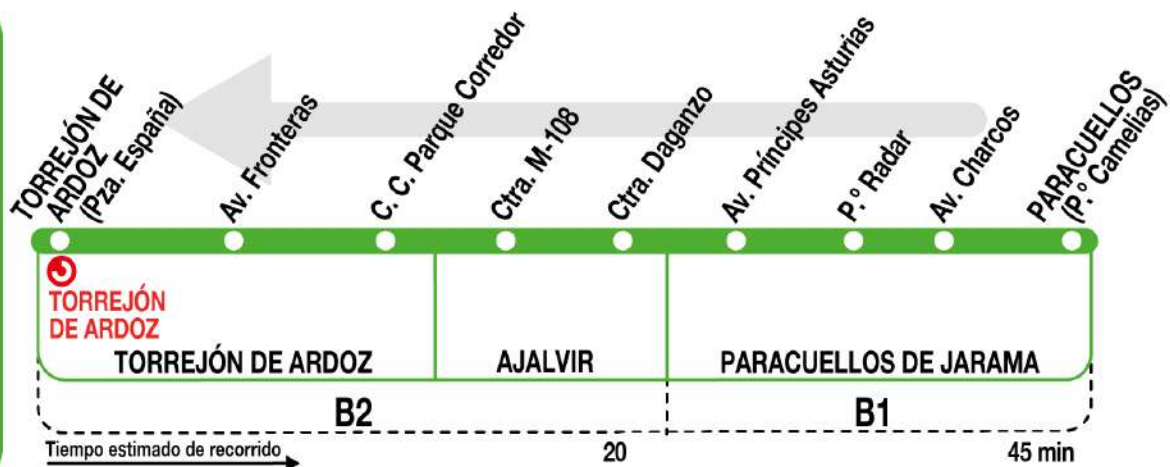 TORREJÓN DE
ARDOZ
(Pza. España)
Av. Fronteras
C. C. Parque Corredor
Ctra. M-108
Ctra. Daganzo
Av. Príncipes Asturias
P.º Radar
Av. Charcos
PARACUELLOS
(P.º Camelias)
TORREJÓN
DE ARDOZ
TORREJÓN DE ARDOZ
AJALVIR
PARACUELLOS DE JARAMA
B2
B1
Tiempo estimado de recorrido
20
45 min